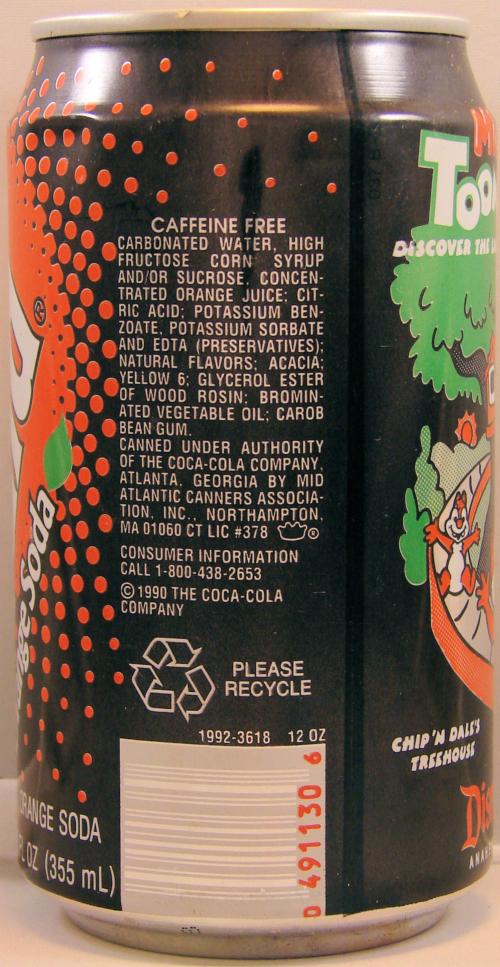 CAFFEINE FREE
CARBONATED WATER, HIGH
FRUCTOSE CORN SYRUP
AND/OR SUCROSE, CONCEN-
TRATED ORANGE JUICE; CIT-
RIC ACID; POTASSIUM BEN-
ZOATE, POTASSIUM SORBATE
AND EDTA (PRESERVATIVES);
NATURAL FLAVORS; ACACIA;
YELLOW 6; GLYCEROL ESTER
OF WOOD ROSIN; BROMIN-
ATED VEGETABLE OIL; CAROB
BEAN GUM.
CANNED UNDER AUTHORITY
OF THE COCA-COLA COMPANY,
ATLANTA, GEORGIA BY MID
ATLANTIC CANNERS ASSOCIA-
TION, INC., NORTHAMPTON,
MA 01060 CT LIC #378 ®
CONSUMER INFORMATION
CALL 1-800-438-2653
© 1990 THE COCA-COLA
COMPANY
PLEASE
RECYCLE
1992-3618 12 OZ
0 491130 6
®
Soda
ORANGE SODA
FL OZ (355 mL)
DISCOVER THE
CHIP 'N DALE'S
TREEHOUSE